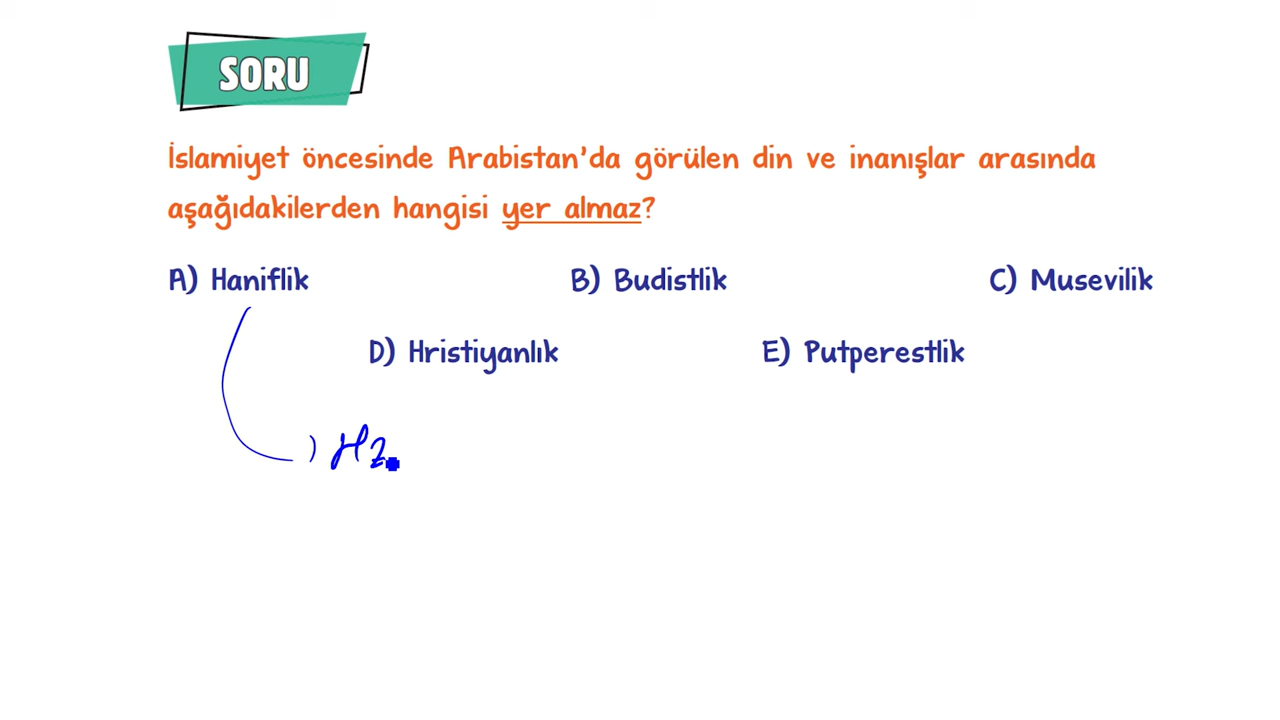 SORU
İslamiyet öncesinde Arabistan'da görülen din ve inanışlar arasında
aşağıdakilerden hangisi yer almaz?
A) Haniflik B) Budistlik C) Musevilik
D) Hristiyanlık E) Putperestlik
Hz.